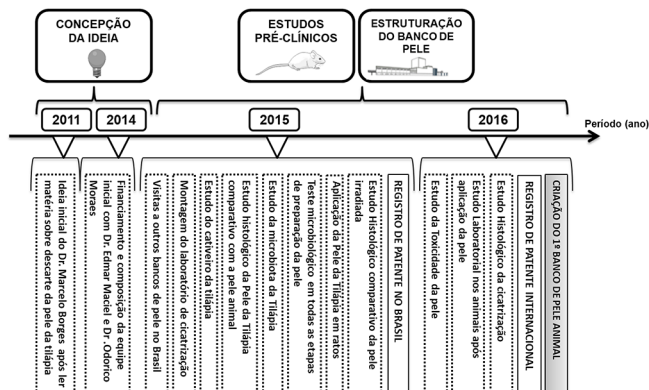 CONCEPÇÃO
DA IDEIA
ESTUDOS
PRÉ-CLÍNICOS
ESTRUTURAÇÃO
DO BANCO DE
PELE
2011
2014
2015
2016
Período (ano)
Ideia inicial do Dr. Marcelo Borges após ler
matéria sobre descarte da pele da tilápia
Financiamento e composição da equipe
inicial com Dr. Edmar Maciel e Dr. Odorico
Moraes
Visitas a outros bancos de pele no Brasil
Montagem do laboratório de cicatrização
Estudo do cativeiro da tilápia
Estudo Histológico da Pele da Tilápia
comparativo com a pele animal
Estudo da microbiota da Tilápia
Teste microbiológico em todas as etapas
de preparação da pele
Aplicação da Pele da Tilápia em ratos
Estudo Histológico comparativo da pele
irradiada
REGISTRO DE PATENTE NO BRASIL
Estudo da Toxicidade da pele
Estudo Laboratorial nos animais após
aplicação da pele
Estudo Histológico da cicatrização
REGISTRO DE PATENTE INTERNACIONAL
CRIAÇÃO DO 1º BANCO DE PELE ANIMAL